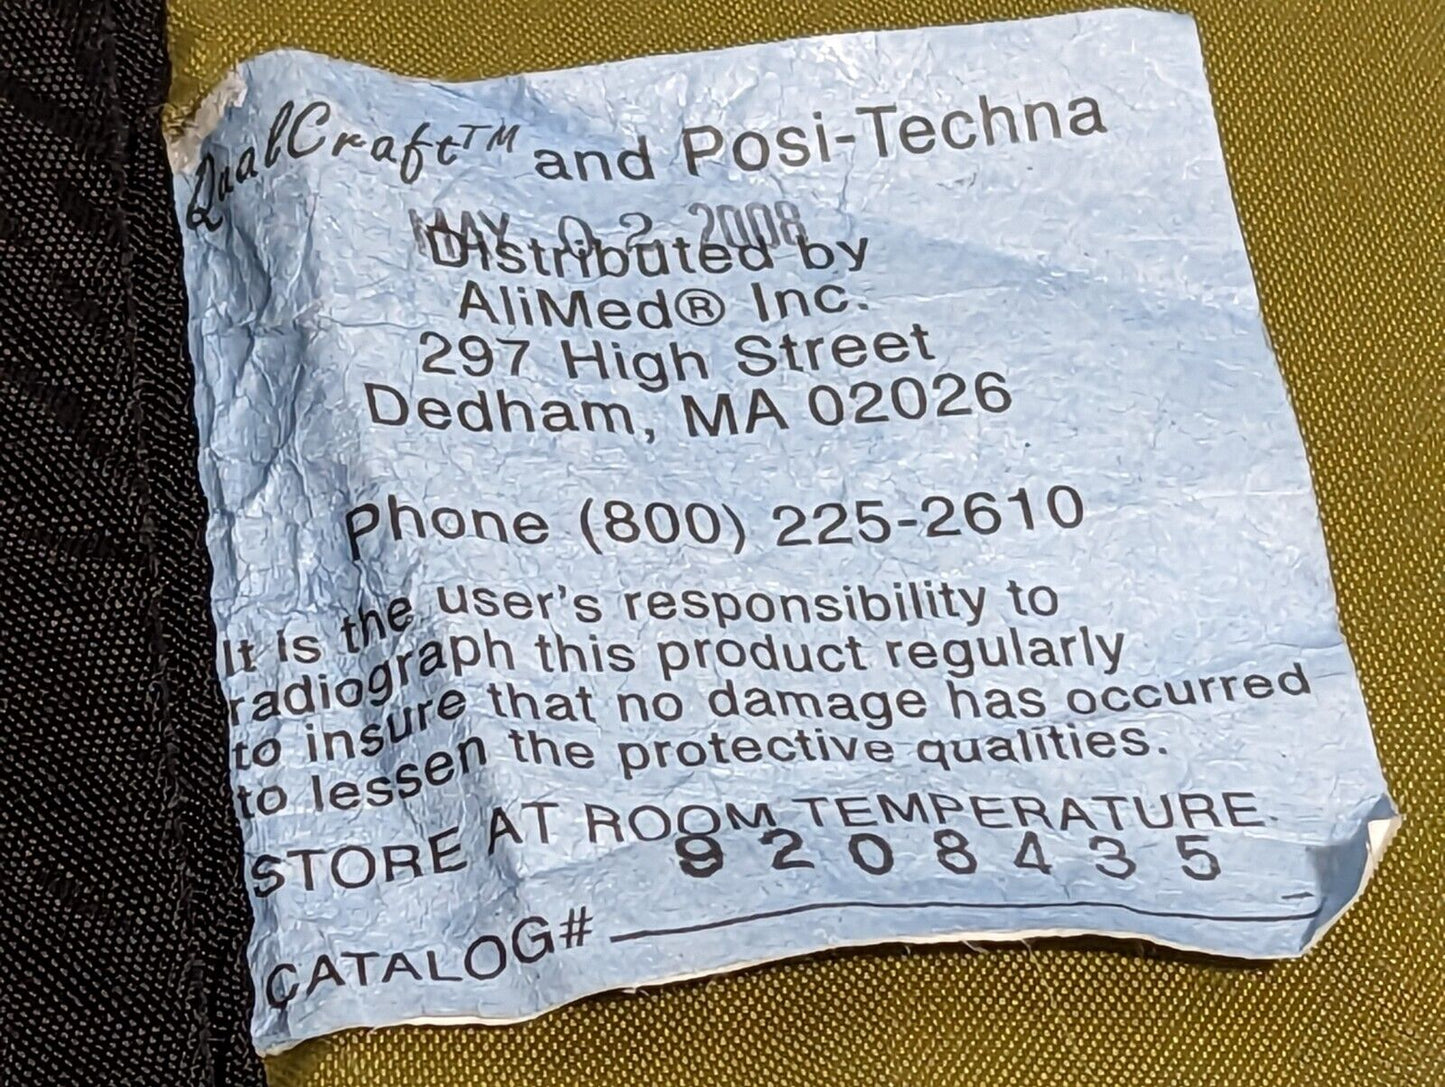 QualCraft™ and Posi-Techna
MAY 02 2008
Distributed by
AliMed® Inc.
297 High Street
Dedham, MA 02026
Phone (800) 225-2610
It is the user's responsibility to
radiograph this product regularly
to insure that no damage has occurred
to lessen the protective qualities.
STORE AT ROOM TEMPERATURE.
9208435
CATALOG#